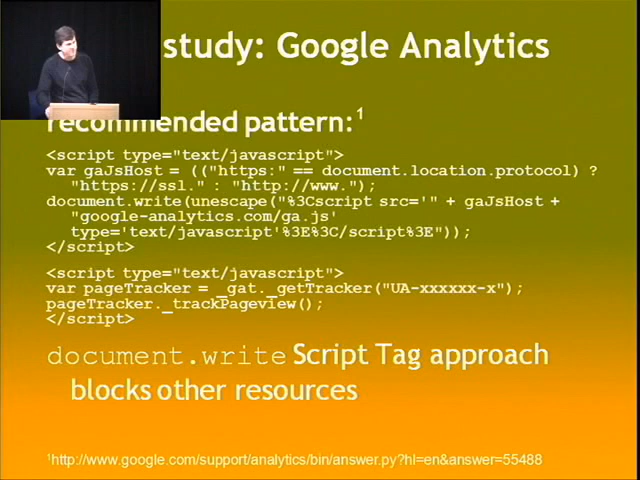 study: Google Analytics
recommended pattern:1
<script type="text/javascript">
var gaJsHost = (("https:" == document.location.protocol) ?
"https://ssl." : "http://www.");
document.write(unescape("%3Cscript src='" + gaJsHost +
"google-analytics.com/ga.js'
type='text/javascript'%3E%3C/script%3E"));
</script>
<script type="text/javascript">
var pageTracker = _gat._getTracker("UA-xxxxxx-x");
pageTracker._trackPageview();
</script>
document.write Script Tag approach
blocks other resources
1http://www.google.com/support/analytics/bin/answer.py?hl=en&answer=55488